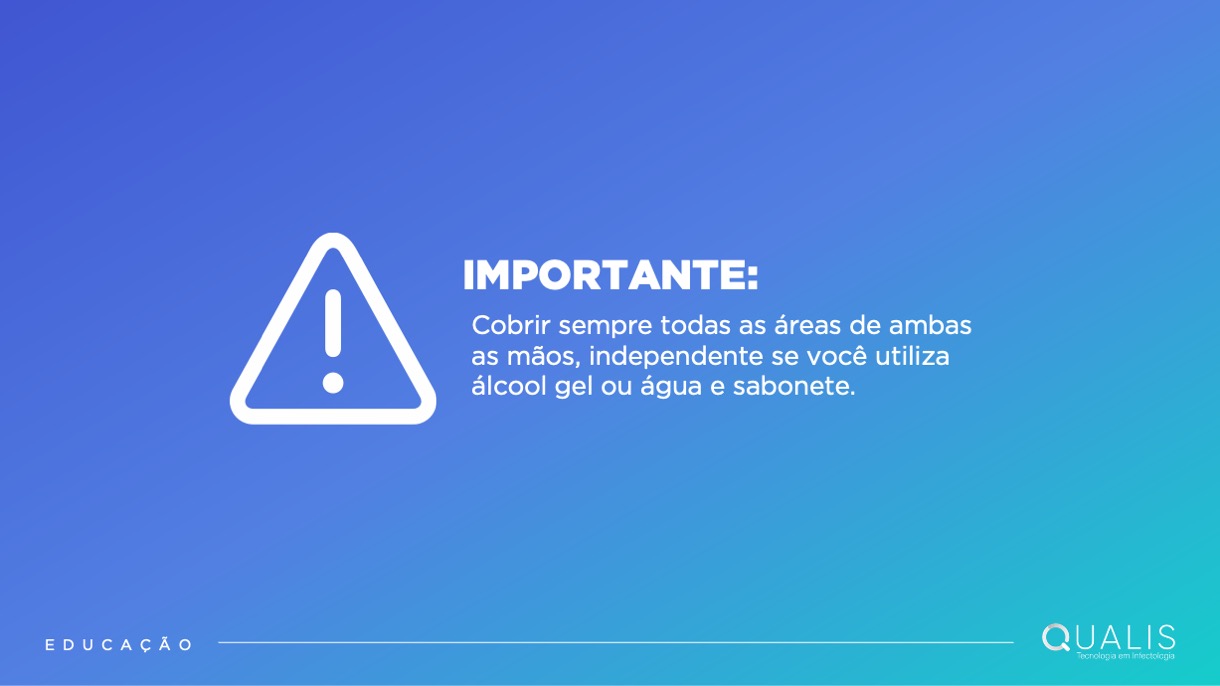 IMPORTANTE:
Cobrir sempre todas as áreas de ambas
as mãos, independente se você utiliza
álcool gel ou água e sabonete.
EDUCAÇÃO
QUALIS
Tecnologia em Infectologia